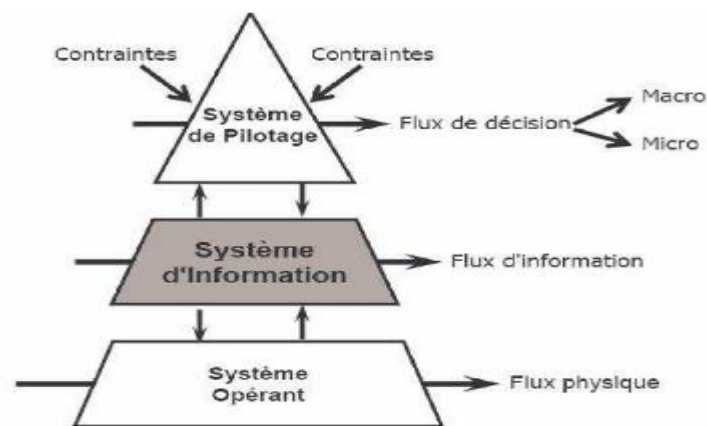 Contraintes
Contraintes
Système
de Pilotage
Flux de décision
Macro
Micro
Système
d'Information
Flux d'information
Système
Opérant
Flux physique